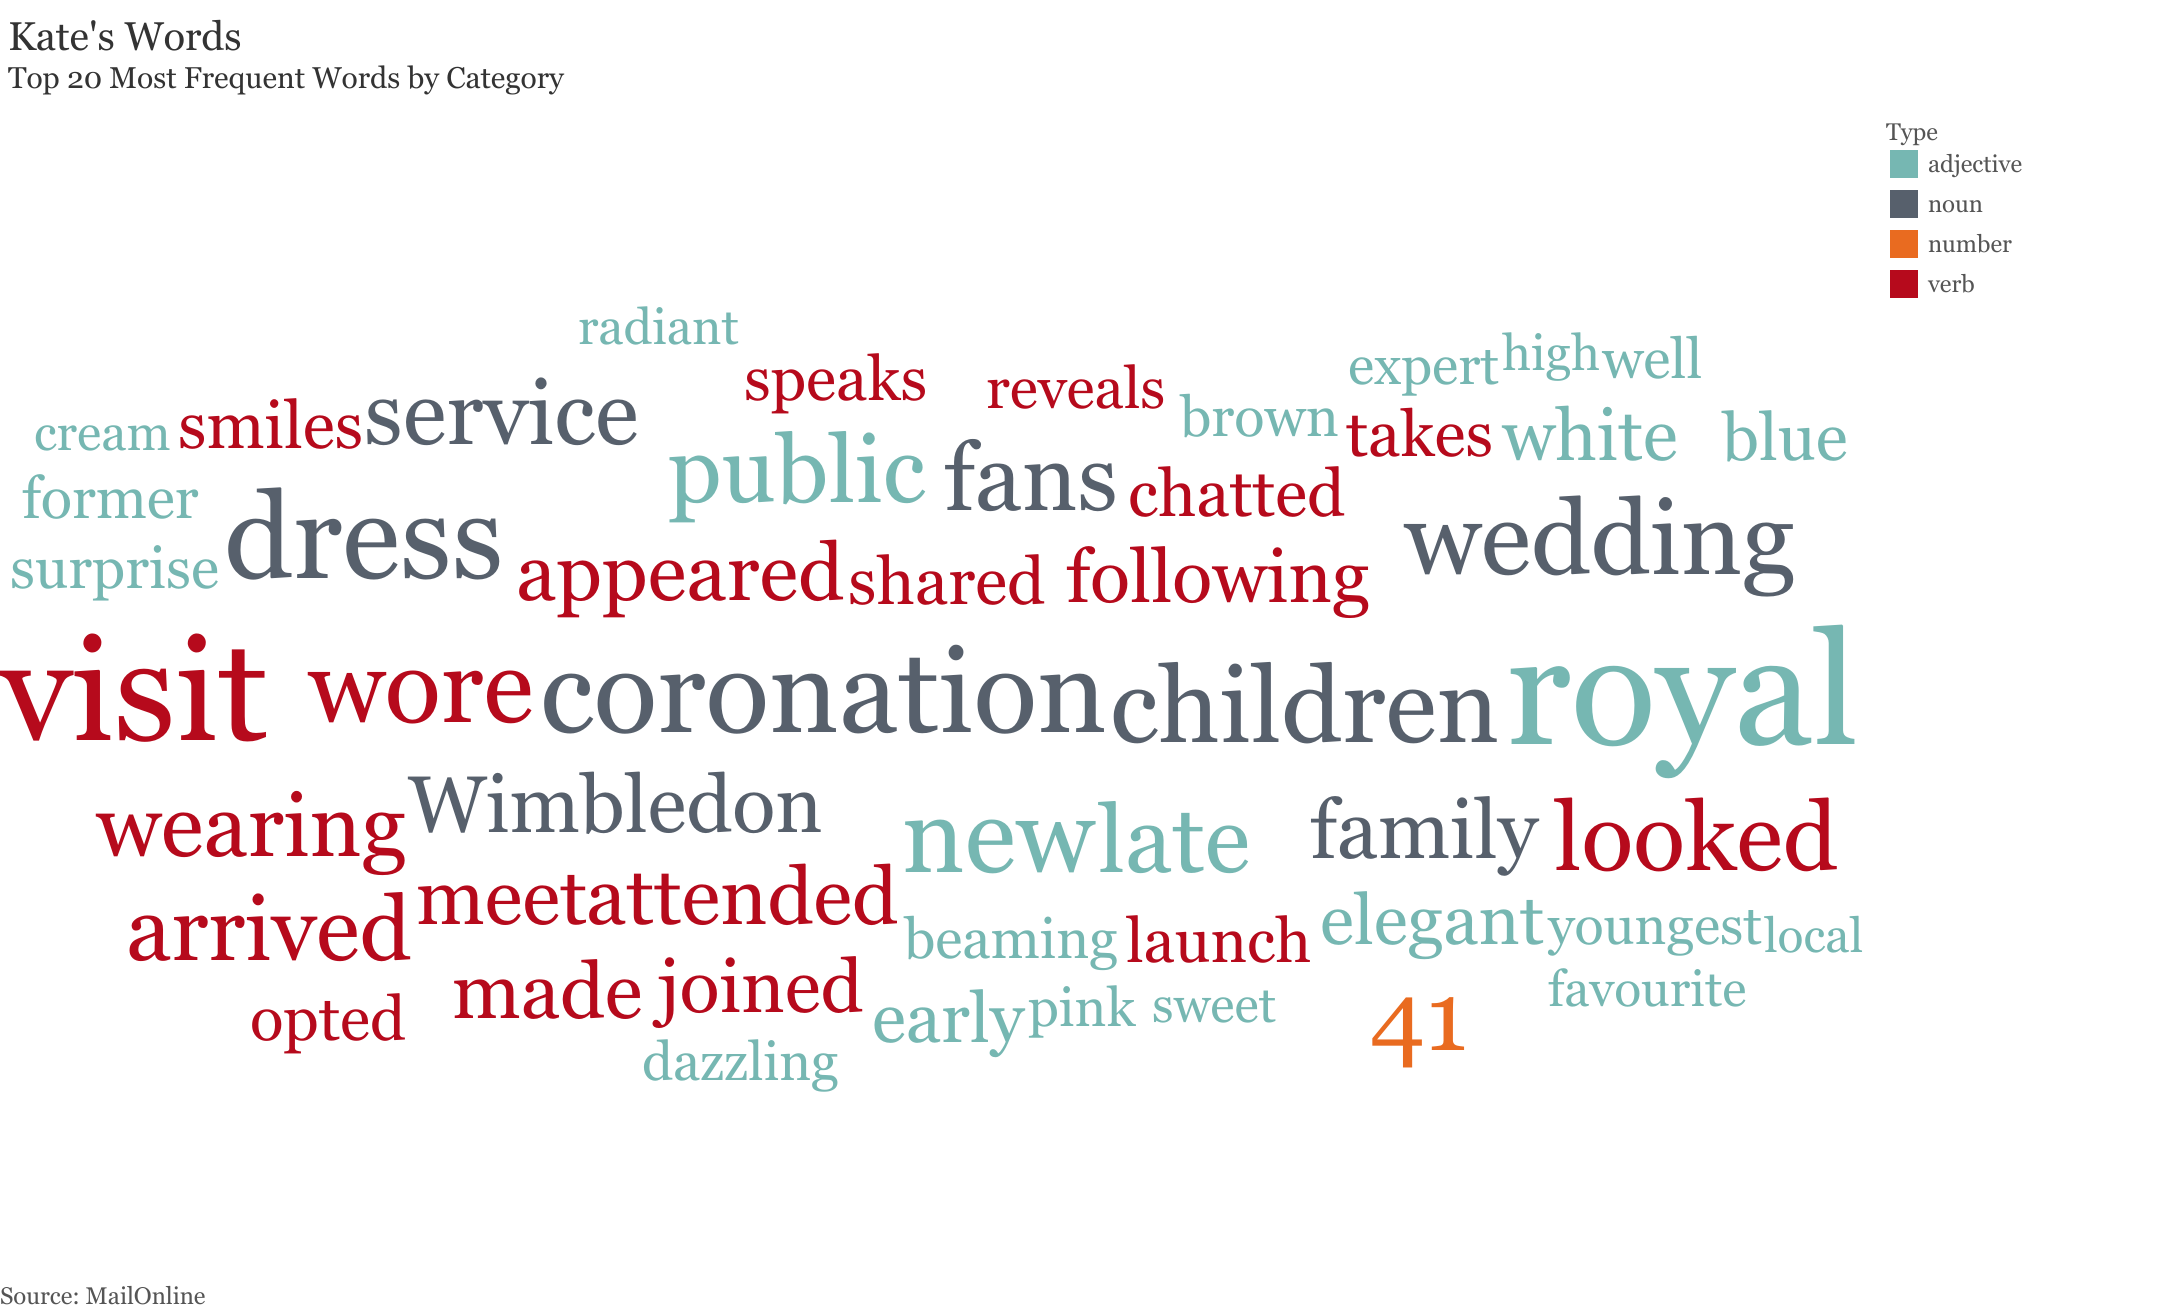 Kate's Words
Top 20 Most Frequent Words by Category
Type
adjective
noun
number
verb
radiant
speaks reveals expert high well
cream smiles service brown takes white blue
former public fans chatted
surprise dress appeared shared following wedding
visit wore coronation children royal
wearing Wimbledon new late family looked
arrived meet attended beaming launch elegant youngest local
opted made joined early pink sweet 41 favourite
dazzling
Source: MailOnline